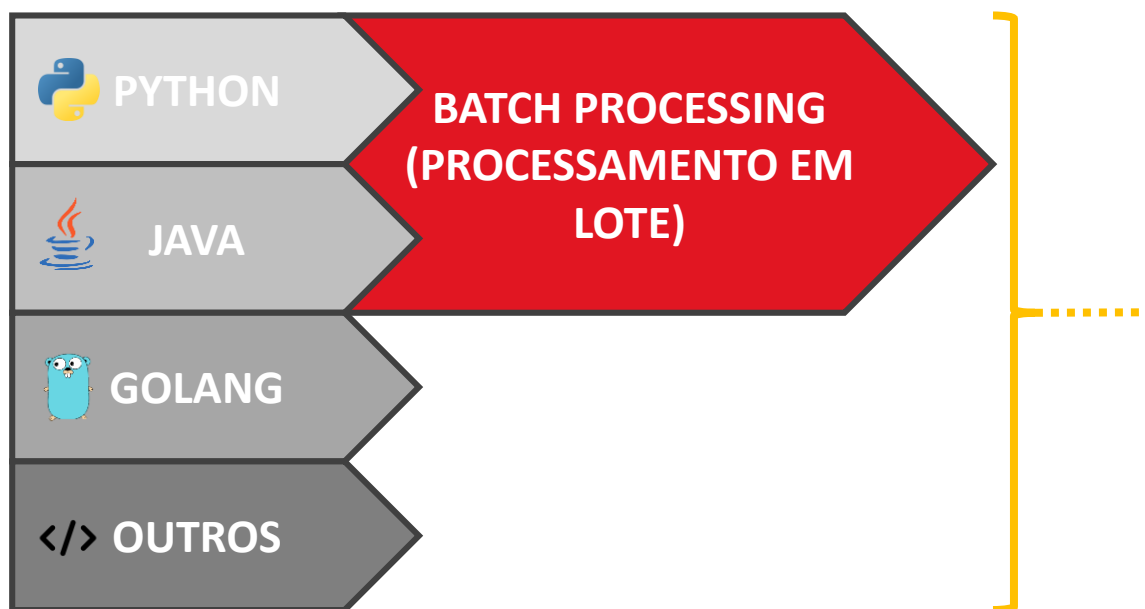 PYTHON
BATCH PROCESSING
(PROCESSAMENTO EM
LOTE)
JAVA
GOLANG
</> OUTROS